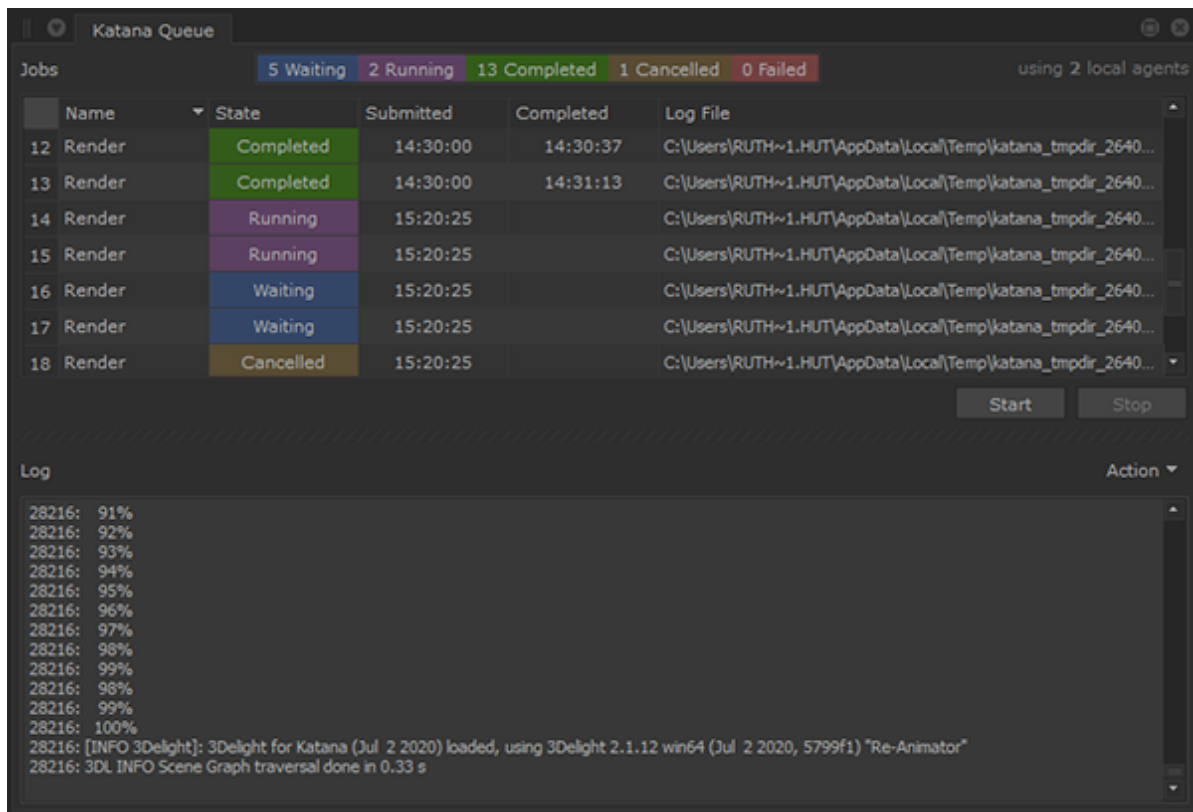 Katana Queue
Jobs 5 Waiting 2 Running 13 Completed 1 Cancelled 0 Failed using 2 local agents
Name State Submitted Completed Log File
12 Render Completed 14:30:00 14:30:37 C:\Users\RUTH~1.HUT\AppData\Local\Temp\katana_tmpdir_2640...
13 Render Completed 14:30:00 14:31:13 C:\Users\RUTH~1.HUT\AppData\Local\Temp\katana_tmpdir_2640...
14 Render Running 15:20:25 C:\Users\RUTH~1.HUT\AppData\Local\Temp\katana_tmpdir_2640...
15 Render Running 15:20:25 C:\Users\RUTH~1.HUT\AppData\Local\Temp\katana_tmpdir_2640...
16 Render Waiting 15:20:25 C:\Users\RUTH~1.HUT\AppData\Local\Temp\katana_tmpdir_2640...
17 Render Waiting 15:20:25 C:\Users\RUTH~1.HUT\AppData\Local\Temp\katana_tmpdir_2640...
18 Render Cancelled 15:20:25 C:\Users\RUTH~1.HUT\AppData\Local\Temp\katana_tmpdir_2640...
Start Stop
Log Action
28216: 91%
28216: 92%
28216: 93%
28216: 94%
28216: 95%
28216: 96%
28216: 97%
28216: 98%
28216: 99%
28216: 98%
28216: 99%
28216: 100%
28216: [INFO 3Delight]: 3Delight for Katana (Jul 2 2020) loaded, using 3Delight 2.1.12 win64 (Jul 2 2020, 5799f1) "Re-Animator"
28216: 3DL INFO Scene Graph traversal done in 0.33 s